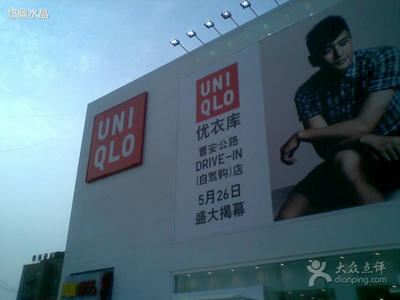 悠幽水晶
UNI
QLO
UNI
QLO
优衣库
曹安公路
DRIVE-IN
(自驾购)店
5月26日
盛大揭幕
大众点评
dianping.com